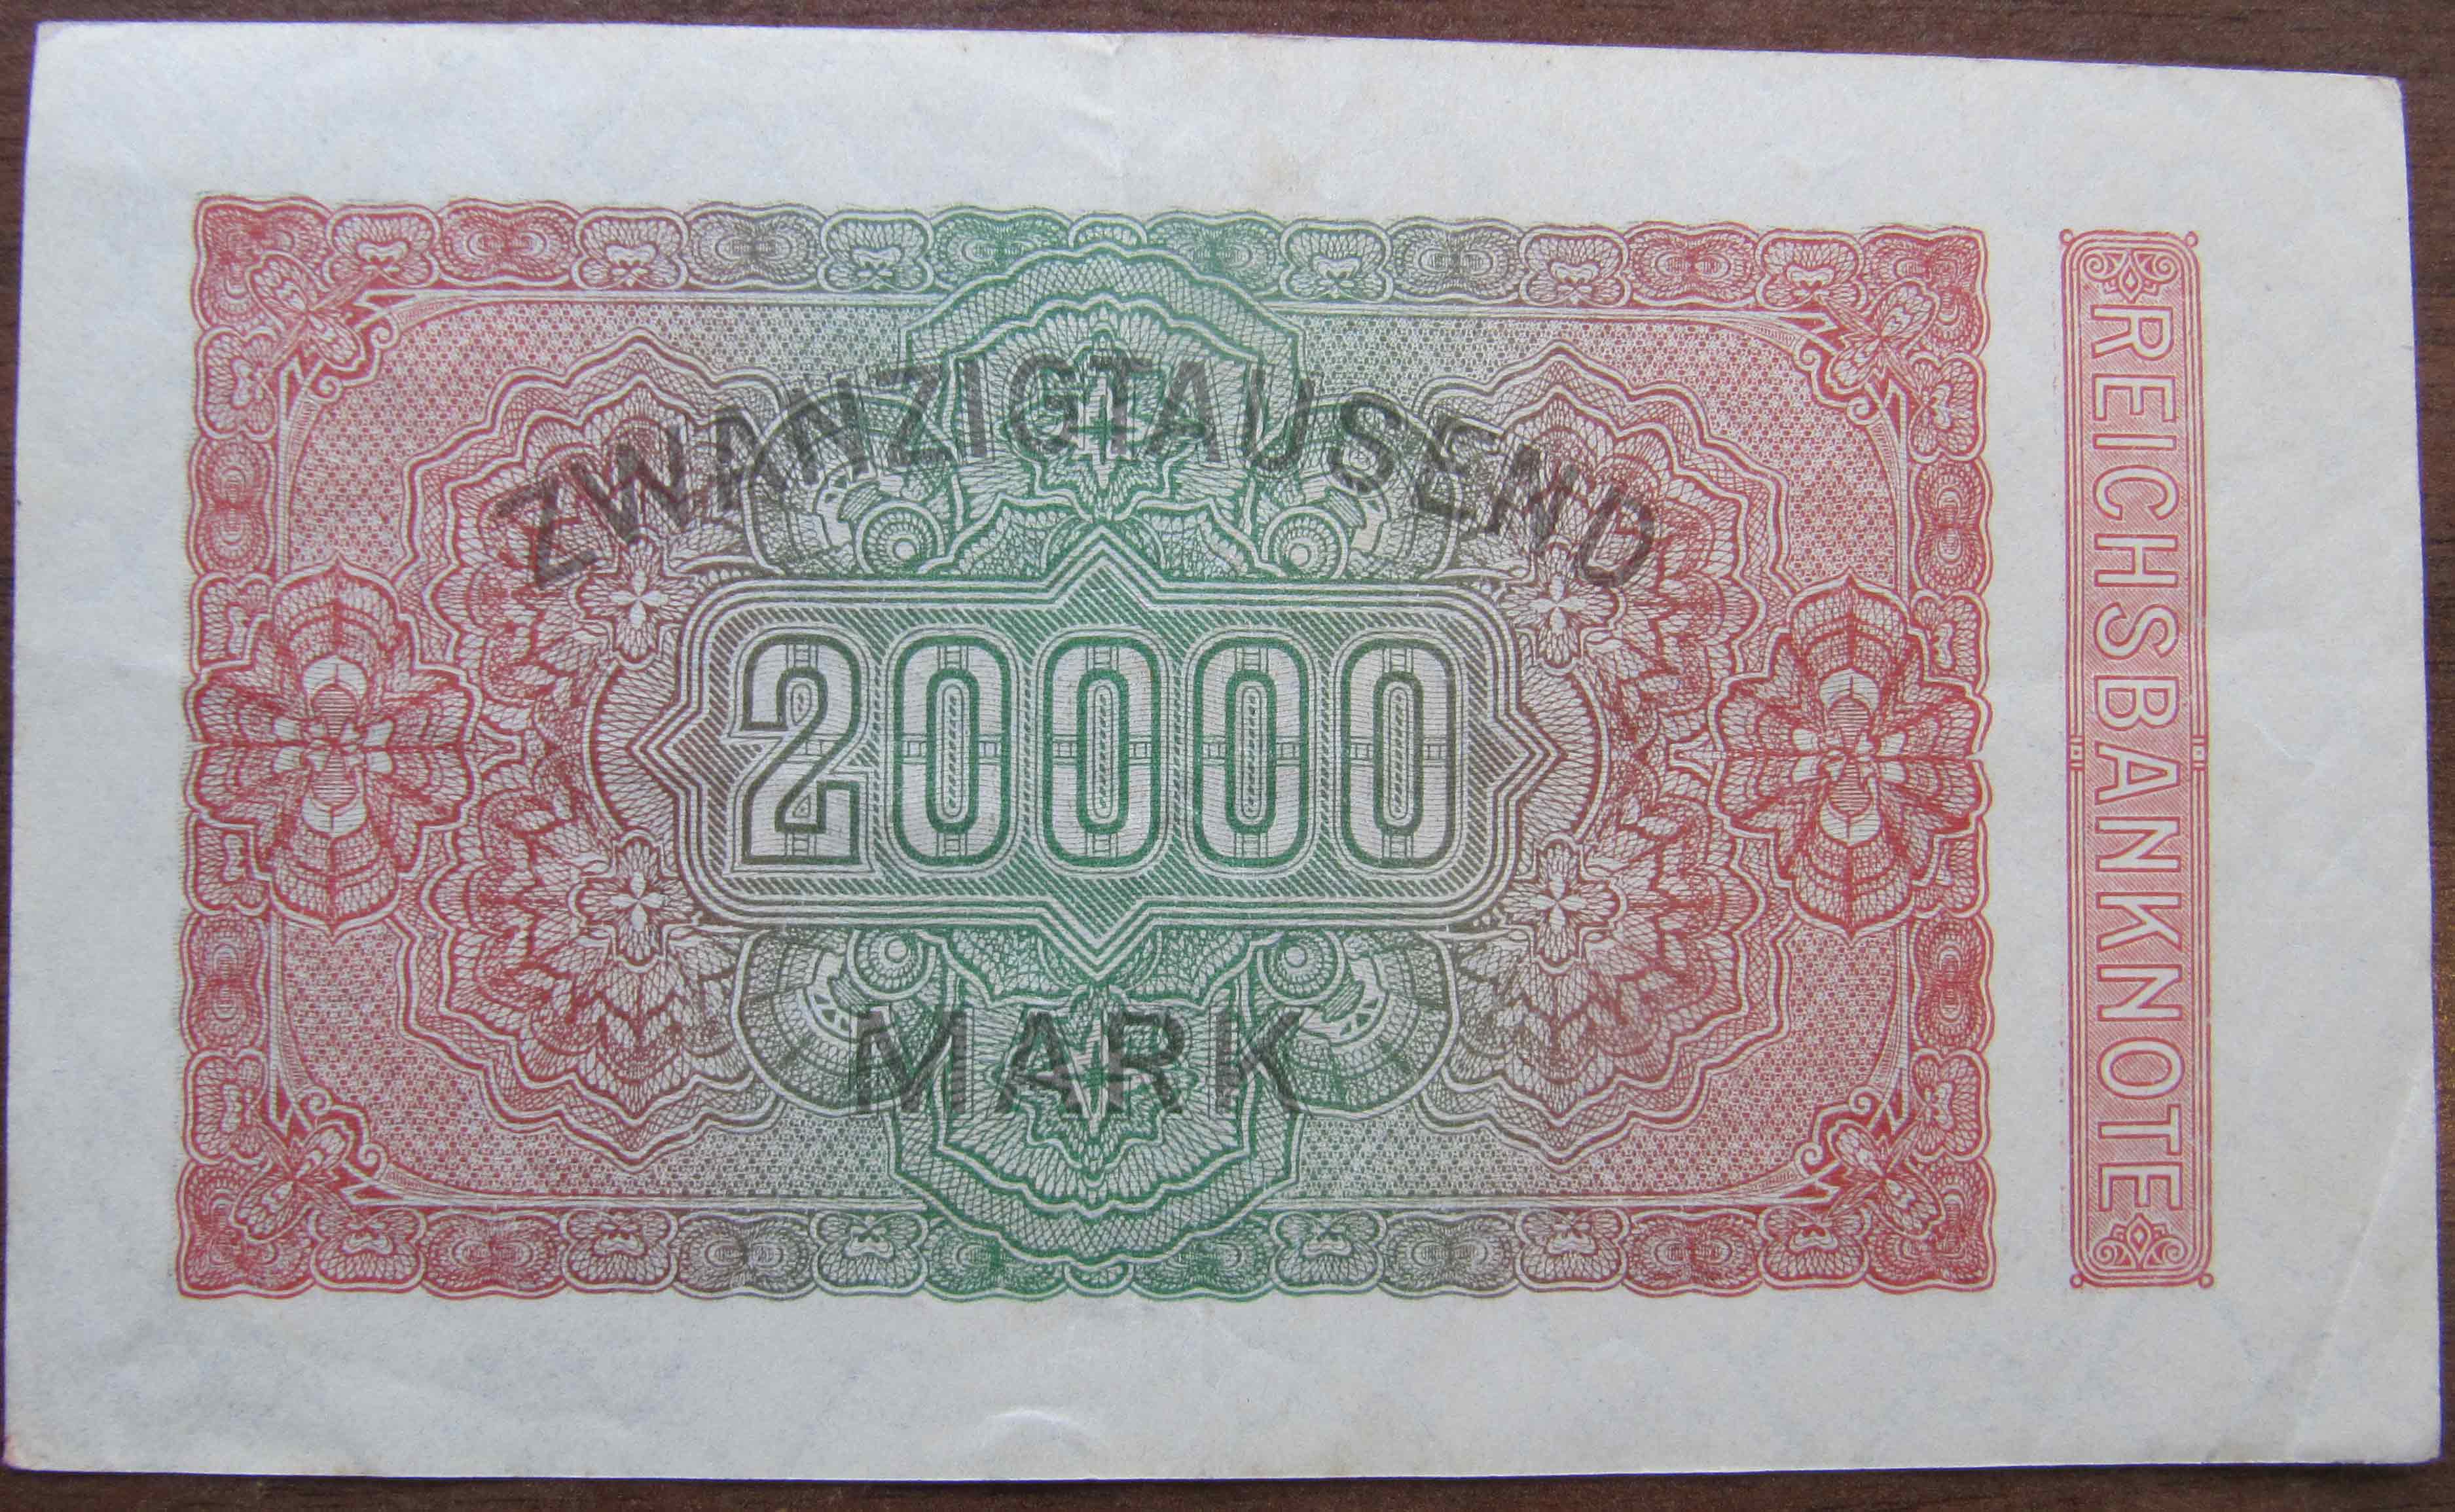 ZWANZIGTAUSEND
20000
MARK
REICHSBANKNOTE